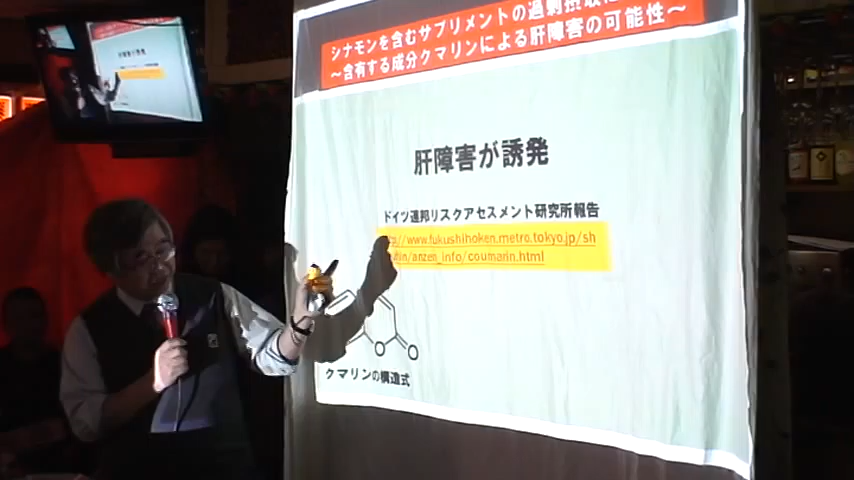 シナモンを含むサプリメントの過剰摂取
～含有する成分クマリンによる肝障害の可能性～
肝障害が誘発
ドイツ連邦リスクアセスメント研究所報告
//www.fukushihoken.metro.tokyo.jp/sh
/anzen_info/coumarin.html
クマリンの構造式